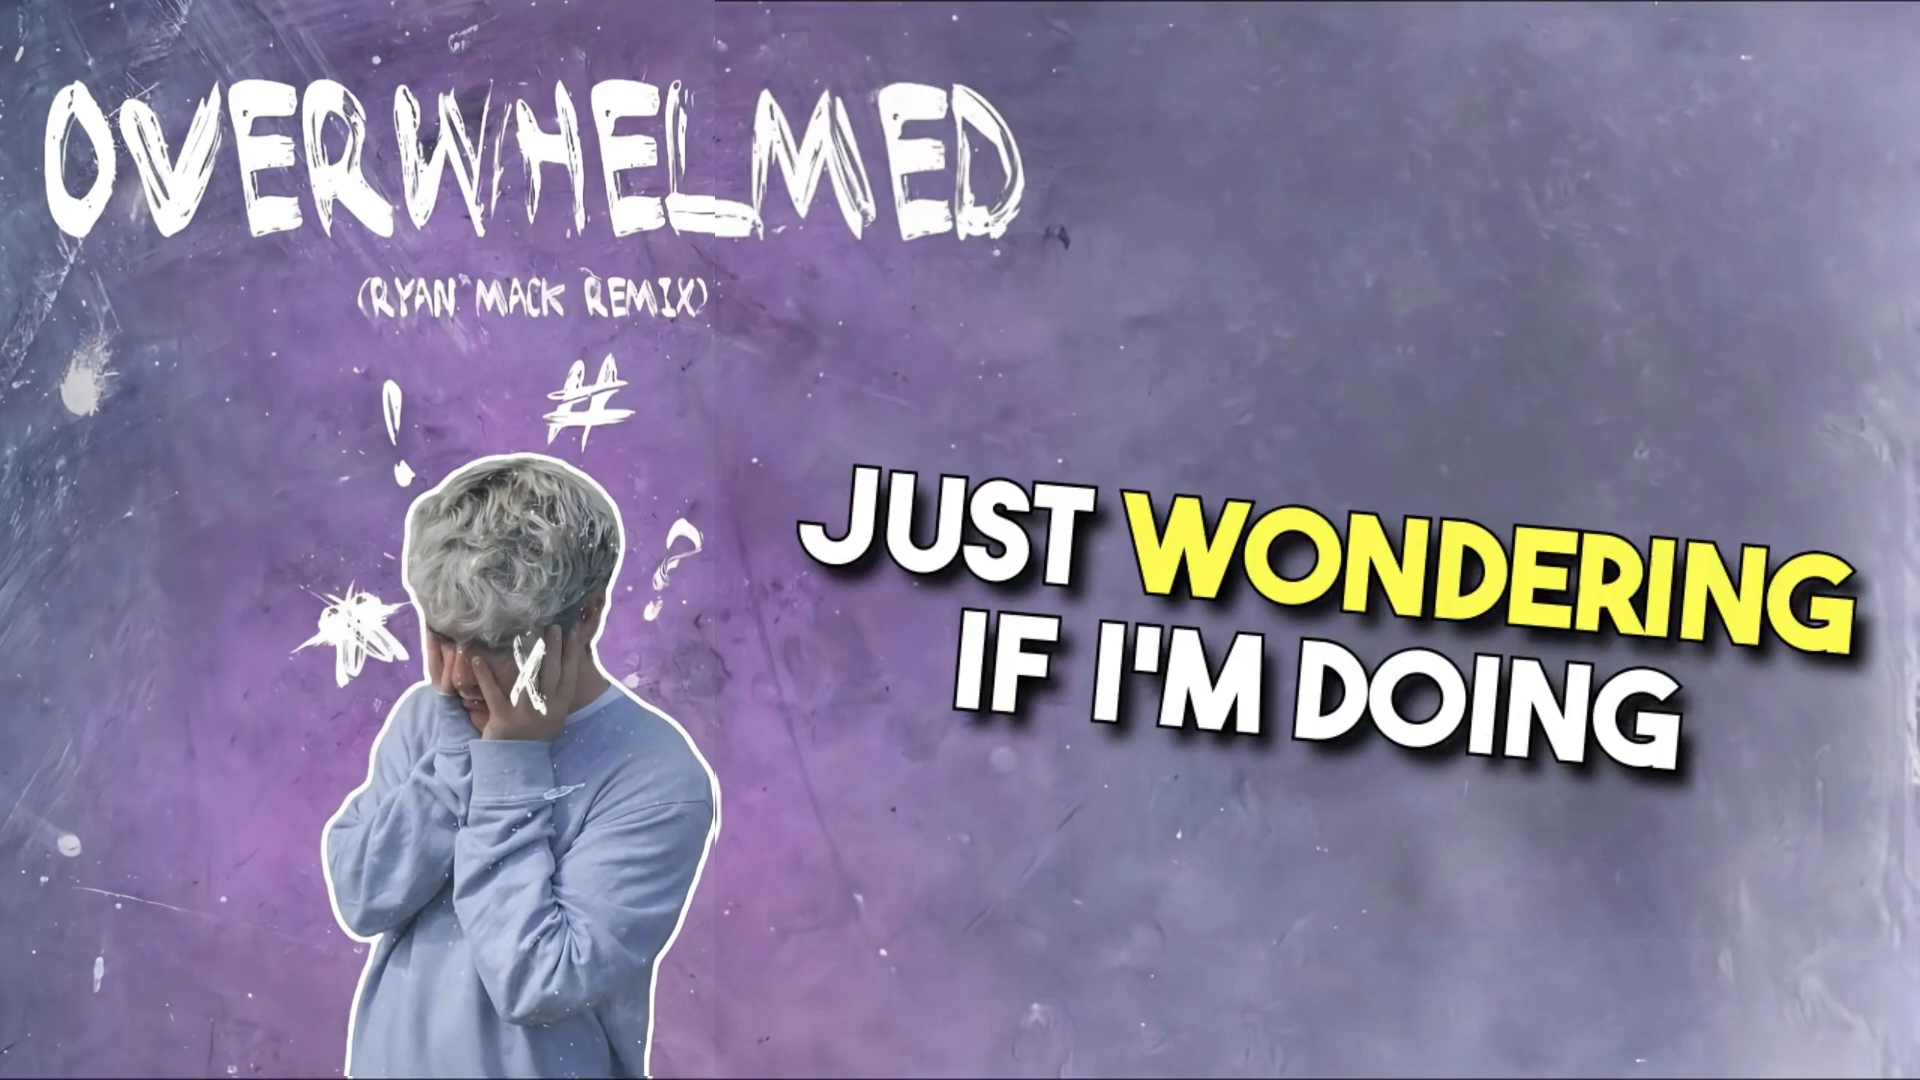 OVERWHELMED
(RYAN MACK REMIX)
! #
?
X
JUST WONDERING
IF I'M DOING